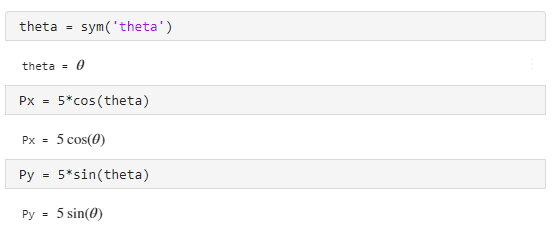 theta = sym('theta')
theta = θ
Px = 5*cos(theta)
Px = 5 cos(θ)
Py = 5*sin(theta)
Py = 5 sin(θ)